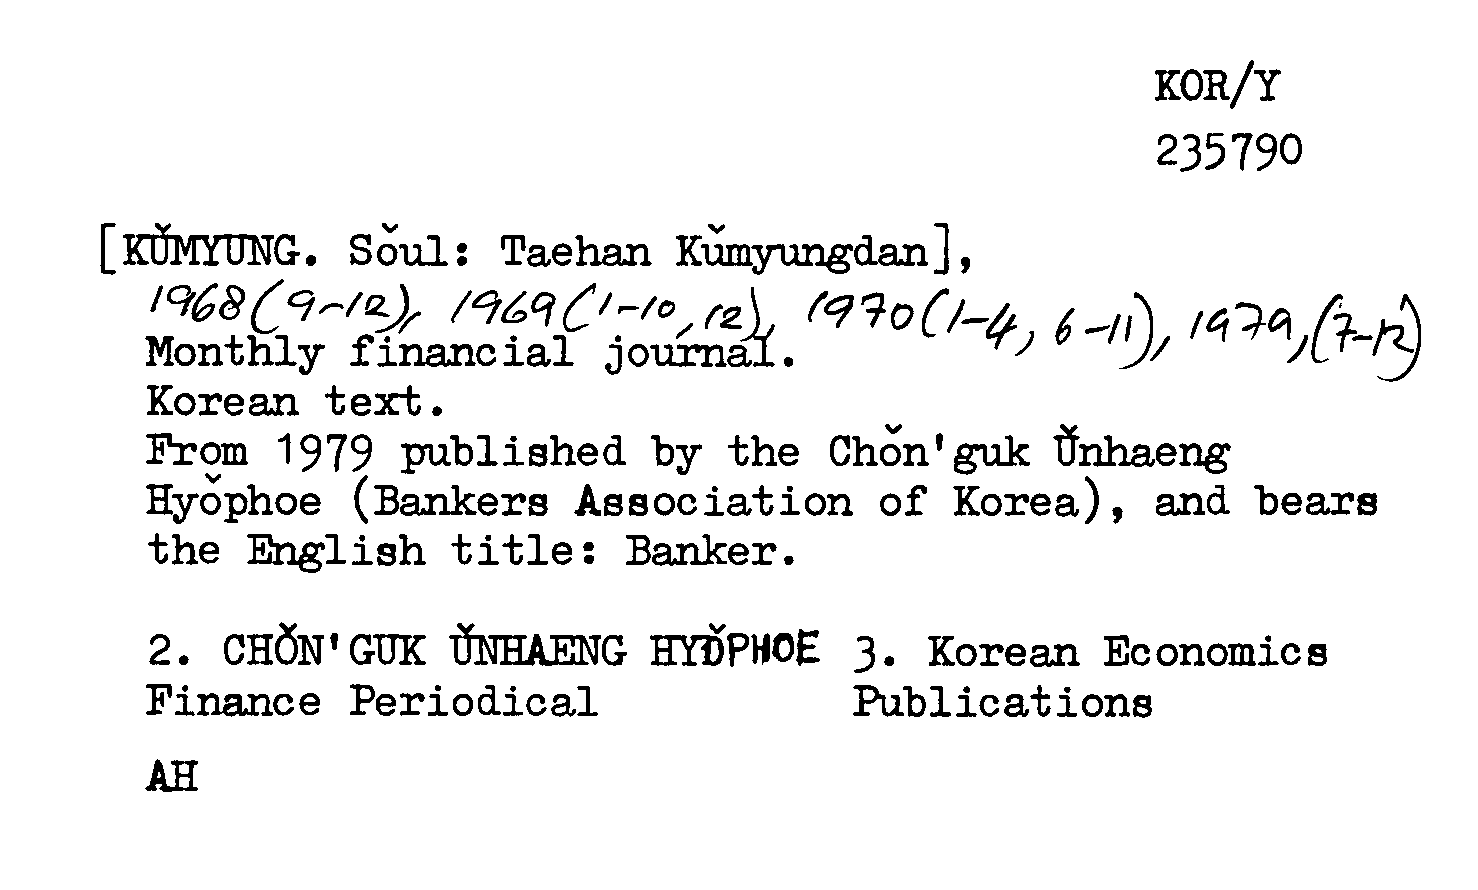 KOR/Y
235790
[KŬMYUNG. Sŏul: Taehan Kŭmyungdan],
1968(9-12), 1969(1-10,12), 1970(1-4, 6-11), 1979,(7-12)
Monthly financial journal.
Korean text.
From 1979 published by the Chŏn'guk Ŭnhaeng
Hyŏphoe (Bankers Association of Korea), and bears
the English title: Banker.
2. CHŎN'GUK ŬNHAENG HYŎPHOE 3. Korean Economics
Finance Periodical Publications
AH